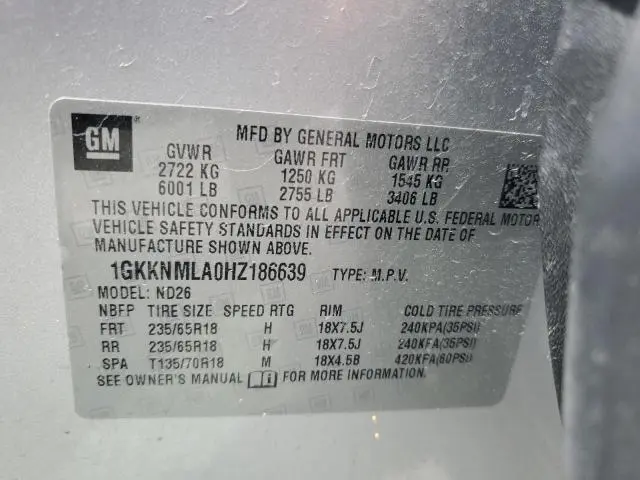 GM
MFD BY GENERAL MOTORS LLC
GVWR GAWR FRT GAWR RR
2722 KG 1250 KG 1545 KG
6001 LB 2755 LB 3406 LB
THIS VEHICLE CONFORMS TO ALL APPLICABLE U.S. FEDERAL MOTOR
VEHICLE SAFETY STANDARDS IN EFFECT ON THE DATE OF
MANUFACTURE SHOWN ABOVE.
1GKKNMLA0HZ186639 TYPE: M.P.V.
MODEL: ND26
NBFP TIRE SIZE SPEED RTG RIM COLD TIRE PRESSURE
FRT 235/65R18 H 18X7.5J 240KPA(35PSI)
RR 235/65R18 H 18X7.5J 240KPA(35PSI)
SPA T135/70R18 M 18X4.5B 420KPA(60PSI)
SEE OWNER'S MANUAL FOR MORE INFORMATION.